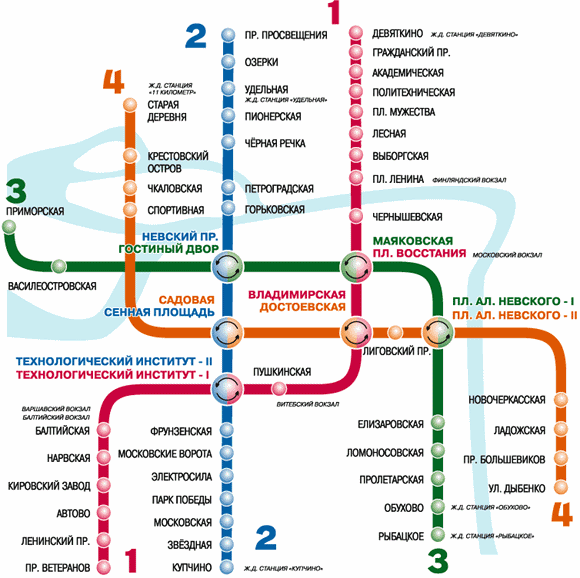 1
2
ДЕВЯТКИНО Ж.Д. СТАНЦИЯ «ДЕВЯТКИНО»
ПР. ПРОСВЕЩЕНИЯ
ГРАЖДАНСКИЙ ПР.
ОЗЕРКИ
АКАДЕМИЧЕСКАЯ
4
Ж.Д. СТАНЦИЯ
"11 КИЛОМЕТР"
УДЕЛЬНАЯ
Ж.Д. СТАНЦИЯ «УДЕЛЬНАЯ»
ПОЛИТЕХНИЧЕСКАЯ
СТАРАЯ
ДЕРЕВНЯ
ПИОНЕРСКАЯ
ПЛ. МУЖЕСТВА
ЛЕСНАЯ
ЧЁРНАЯ РЕЧКА
КРЕСТОВСКИЙ
ОСТРОВ
ВЫБОРГСКАЯ
ПЛ. ЛЕНИНА ФИНЛЯНДСКИЙ ВОКЗАЛ
ЧКАЛОВСКАЯ
ПЕТРОГРАДСКАЯ
3
СПОРТИВНАЯ
ГОРЬКОВСКАЯ
ПРИМОРСКАЯ
ЧЕРНЫШЕВСКАЯ
НЕВСКИЙ ПР.
ГОСТИНЫЙ ДВОР
МАЯКОВСКАЯ
ПЛ. ВОССТАНИЯ МОСКОВСКИЙ ВОКЗАЛ
ВАСИЛЕОСТРОВСКАЯ
САДОВАЯ
СЕННАЯ ПЛОЩАДЬ
ВЛАДИМИРСКАЯ
ДОСТОЕВСКАЯ
ПЛ. АЛ. НЕВСКОГО - I
ПЛ. АЛ. НЕВСКОГО - II
ЛИГОВСКИЙ ПР.
ТЕХНОЛОГИЧЕСКИЙ ИНСТИТУТ - II
ТЕХНОЛОГИЧЕСКИЙ ИНСТИТУТ - I
ПУШКИНСКАЯ
ВИТЕБСКИЙ ВОКЗАЛ
НОВОЧЕРКАССКАЯ
ВАРШАВСКИЙ ВОКЗАЛ
БАЛТИЙСКИЙ ВОКЗАЛ
БАЛТИЙСКАЯ
ФРУНЗЕНСКАЯ
ЕЛИЗАРОВСКАЯ
ЛАДОЖСКАЯ
НАРВСКАЯ
МОСКОВСКИЕ ВОРОТА
ЛОМОНОСОВСКАЯ
ПР. БОЛЬШЕВИКОВ
КИРОВСКИЙ ЗАВОД
ЭЛЕКТРОСИЛА
ПРОЛЕТАРСКАЯ
УЛ. ДЫБЕНКО
АВТОВО
ПАРК ПОБЕДЫ
ОБУХОВО Ж.Д. СТАНЦИЯ «ОБУХОВО»
4
МОСКОВСКАЯ
ЛЕНИНСКИЙ ПР.
ЗВЁЗДНАЯ
2
РЫБАЦКОЕ Ж.Д. СТАНЦИЯ «РЫБАЦКОЕ»
ПР. ВЕТЕРАНОВ
1
КУПЧИНО Ж.Д. СТАНЦИЯ «КУПЧИНО»
3